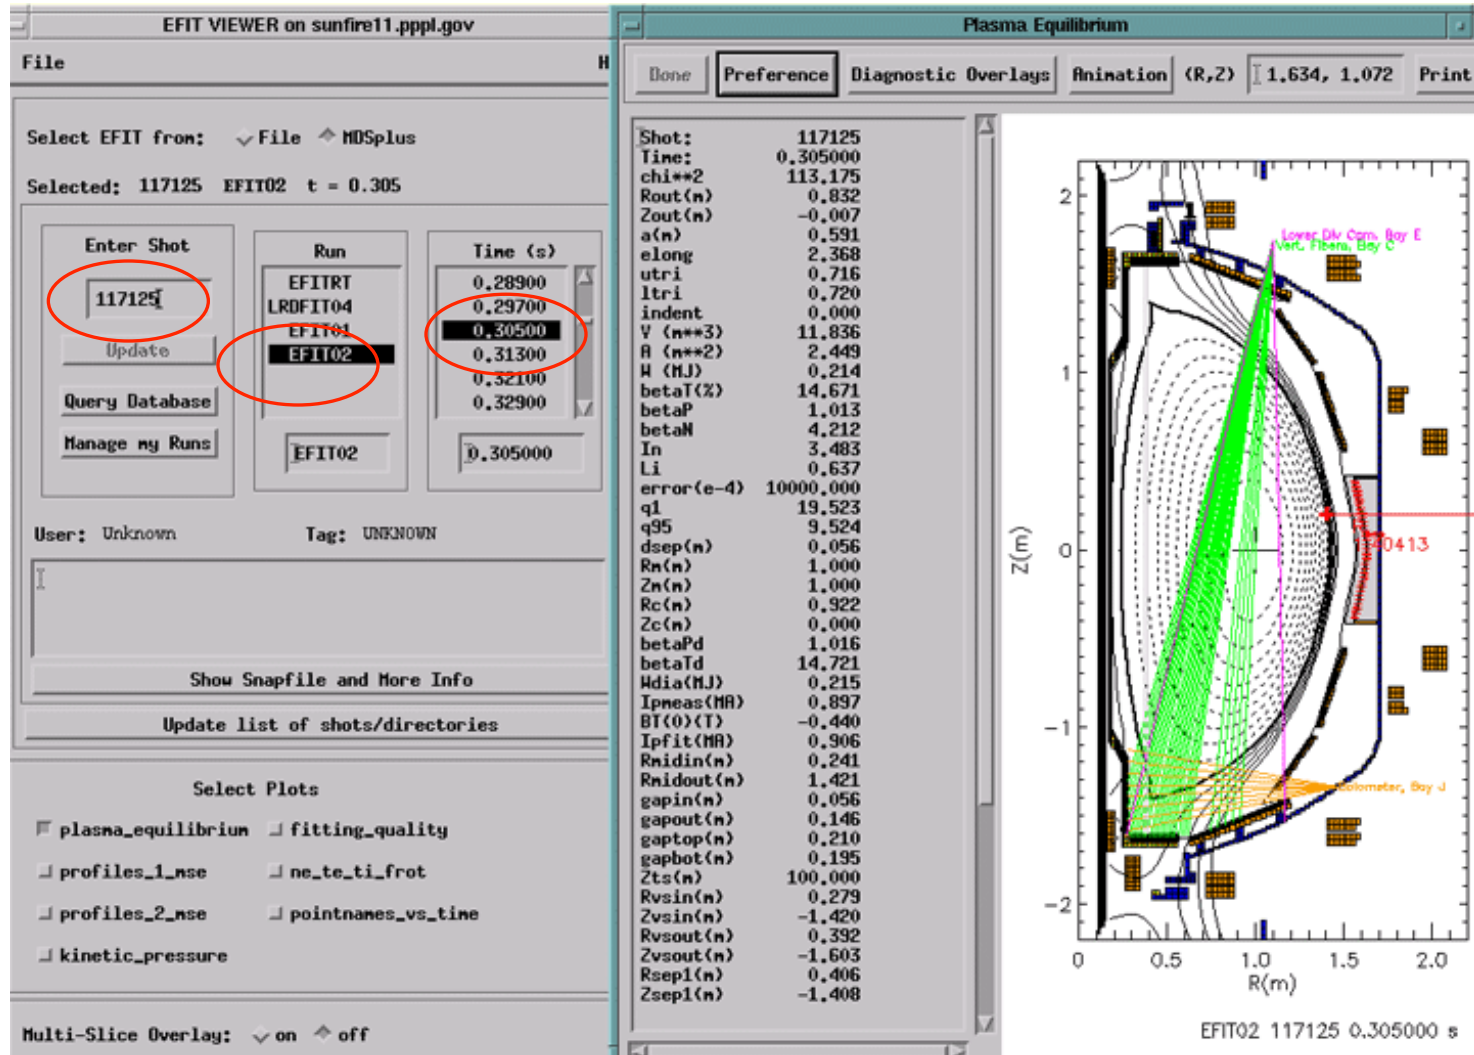 EFIT VIEWER on sunfire11.pppl.gov
File
H
Select EFIT from:
File
MDSplus
Selected: 117125 EFIT02 t = 0.305
Enter Shot
117125
Update
Query Database
Manage my Runs
Run
EFITRT
LRDFIT04
EFIT01
EFIT02
EFIT02
Time (s)
0.28900
0.29700
0.30500
0.31300
0.32100
0.32900
0.305000
User: Unknown
Tag: UNKNOWN
Show Snapfile and More Info
Update list of shots/directories
Select Plots
plasma_equilibrium
fitting_quality
profiles_1_mse
ne_te_ti_frot
profiles_2_mse
pointnames_vs_time
kinetic_pressure
Multi-Slice Overlay:
on
off
Plasma Equilibrium
Done
Preference
Diagnostic Overlays
Animation
(R,Z)
1.634, 1.072
Print
Shot: 117125
Time: 0.305000
chi**2 113.175
Rout(m) 0.832
Zout(m) -0.007
a(m) 0.591
elong 2.368
utri 0.716
ltri 0.720
indent 0.000
V (m**3) 11.836
A (m**2) 2.449
W (MJ) 0.214
betaT(%) 14.671
betaP 1.013
betaN 4.212
In 3.483
Li 0.637
error(e-4) 10000.000
q1 19.523
q95 9.524
dsep(m) 0.056
Rm(m) 1.000
Zm(m) 1.000
Rc(m) 0.922
Zc(m) 0.000
betaPd 1.016
betaTd 14.721
Wdia(MJ) 0.215
Ipmeas(MA) 0.897
BT(0)(T) -0.440
Ipfit(MA) 0.906
Rmidin(m) 0.241
Rmidout(m) 1.421
gapin(m) 0.056
gapout(m) 0.146
gaptop(m) 0.210
gapbot(m) 0.195
Zts(m) 100.000
Rvsin(m) 0.279
Zvsin(m) -1.420
Rvsout(m) 0.392
Zvsout(m) -1.603
Rsep1(m) 0.406
Zsep1(m) -1.408
Z(m)
2
1
0
-1
-2
Lower Div Cam, Bay E
Vert. Fibers, Bay C
40413
Bolometer, Bay J
0
0.5
1.0
1.5
2.0
R(m)
EFIT02 117125 0.305000 s